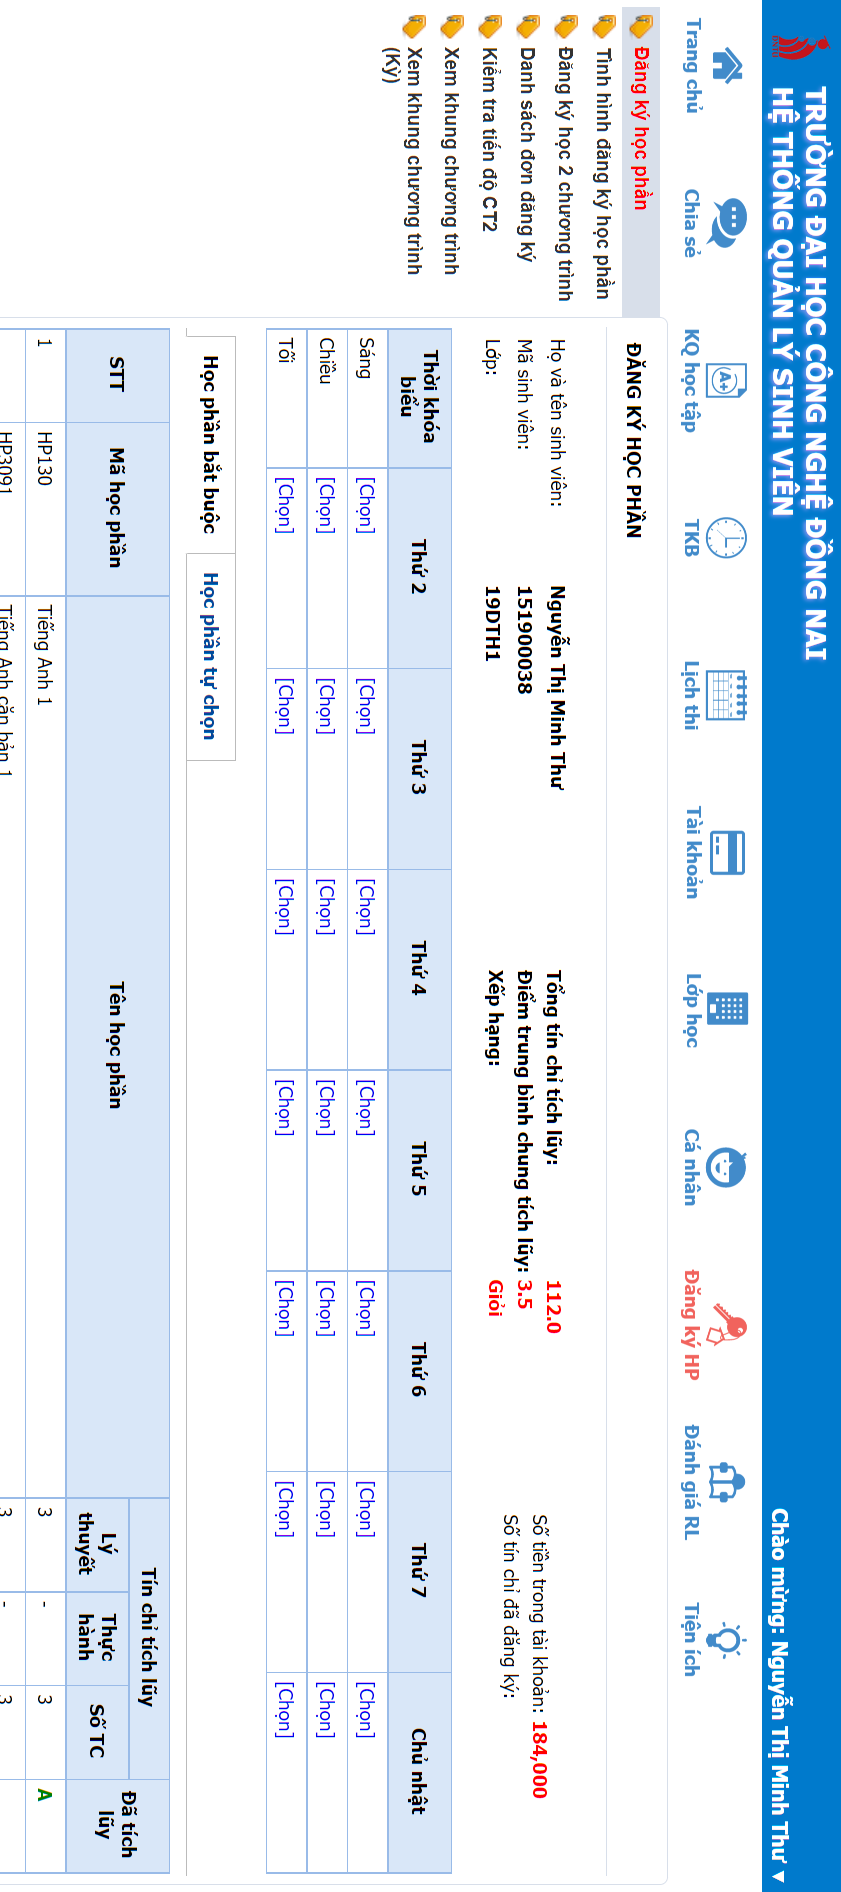 TRƯỜNG ĐẠI HỌC CÔNG NGHỆ ĐỒNG NAI
HỆ THỐNG QUẢN LÝ SINH VIÊN
Chào mừng: Nguyễn Thị Minh Thư ▼
Trang chủ
Chia sẻ
KQ học tập
TKB
Lịch thi
Tài khoản
Lớp học
Cá nhân
Đăng ký HP
Đánh giá RL
Tiện ích
Đăng ký học phần
Tình hình đăng ký học phần
Đăng ký học 2 chương trình
Danh sách đơn đăng ký
Kiểm tra tiến độ CT2
Xem khung chương trình
Xem khung chương trình
(Kỳ)
ĐĂNG KÝ HỌC PHẦN
Họ và tên sinh viên: Nguyễn Thị Minh Thư Tổng tín chỉ tích lũy: 112.0
Số tiền trong tài khoản: 184,000
Mã sinh viên: 151900038 Điểm trung bình chung tích lũy: 3.5
Số tín chỉ đã đăng ký:
Lớp: 19DTH1 Xếp hạng: Giỏi
Thời khóa biểu Thứ 2 Thứ 3 Thứ 4 Thứ 5 Thứ 6 Thứ 7 Chủ nhật
Sáng [Chọn] [Chọn] [Chọn] [Chọn] [Chọn] [Chọn] [Chọn]
Chiều [Chọn] [Chọn] [Chọn] [Chọn] [Chọn] [Chọn] [Chọn]
Tối [Chọn] [Chọn] [Chọn] [Chọn] [Chọn] [Chọn] [Chọn]
Học phần bắt buộc Học phần tự chọn
STT Mã học phần Tên học phần Tín chỉ tích lũy Đã tích lũy
Lý thuyết Thực hành Số TC
1 HP130 Tiếng Anh 1 3 - 3 A
HP3091 Tiếng Anh căn bản 1 3 - 3